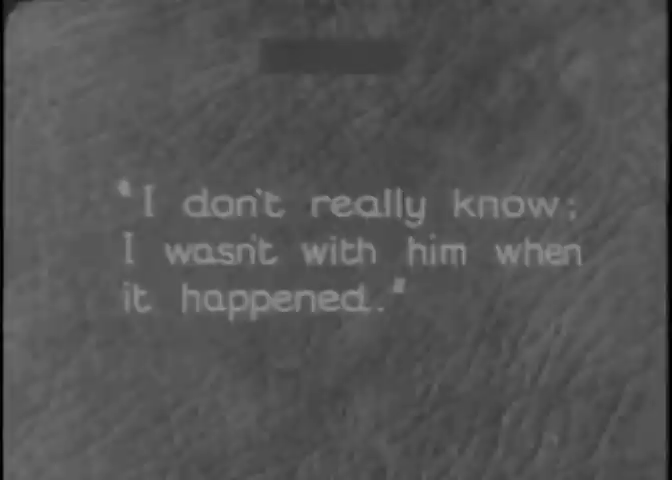 "I don't really know;
I wasn't with him when
it happened."